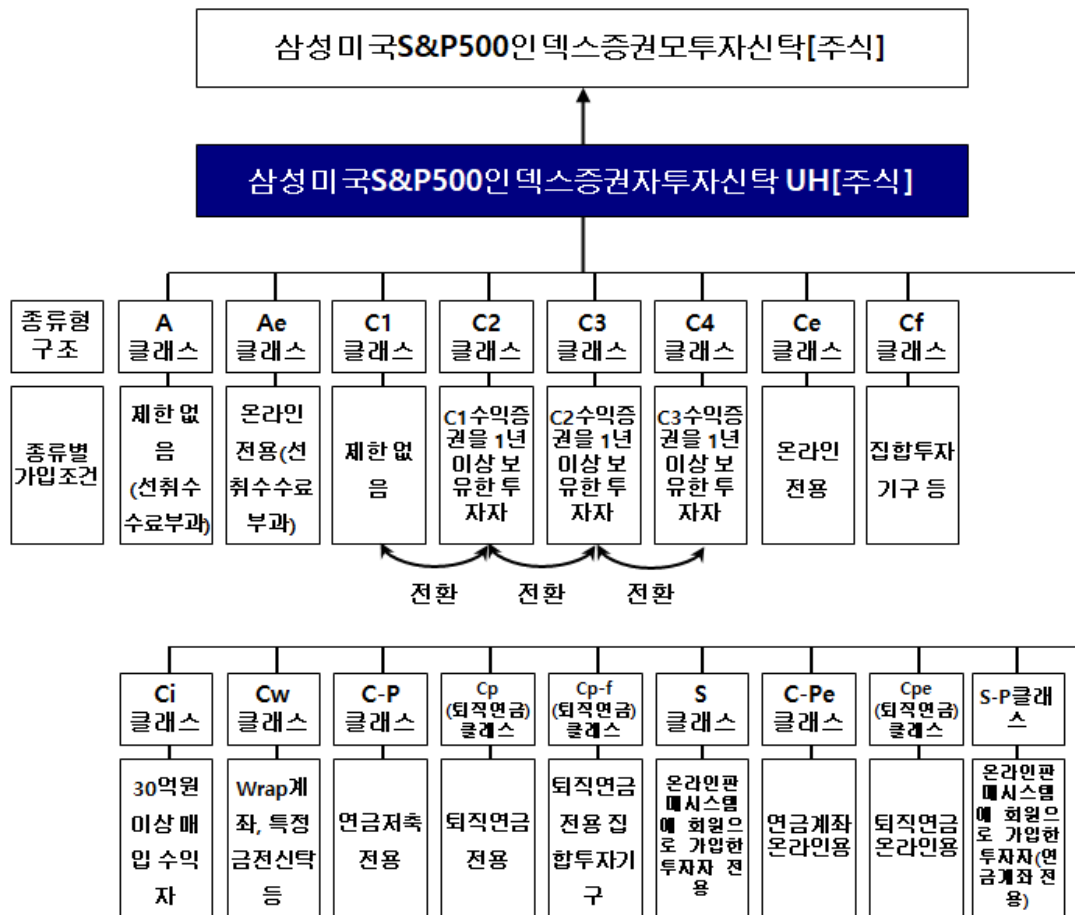 삼성미국S&P500인덱스증권모투자신탁[주식]
삼성미국S&P500인덱스증권자투자신탁 UH[주식]
종류형
구조
A
클래스
Ae
클래스
C1
클래스
C2
클래스
C3
클래스
C4
클래스
Ce
클래스
Cf
클래스
종류별
가입조건
제한 없
음
(선취수
수료부과)
온라인
전용(선
취수수료
부과)
제한 없
음
C1수익증
권을 1년
이상 보
유한 투
자자
C2수익증
권을 1년
이상 보
유한 투
자자
C3수익증
권을 1년
이상 보
유한 투
자자
온라인
전용
집합투자
기구 등
전환
전환
전환
Ci
클래스
Cw
클래스
C-P
클래스
Cp
(퇴직연금)
클래스
Cp-f
(퇴직연금)
클래스
S
클래스
C-Pe
클래스
Cpe
(퇴직연금)
클래스
S-P클래
스
30억원
이상 매
입 수익
자
Wrap계
좌, 특정
금전신탁
등
연금저축
전용
퇴직연금
전용
퇴직연금
전용 집
합투자기
구
온라인판
매시스템
에 회원으
로 가입한
투자자 전
용
연금계좌
온라인용
퇴직연금
온라인용
온라인판
매시스템
에 회원으
로 가입한
투자자(연
금계좌 전
용)